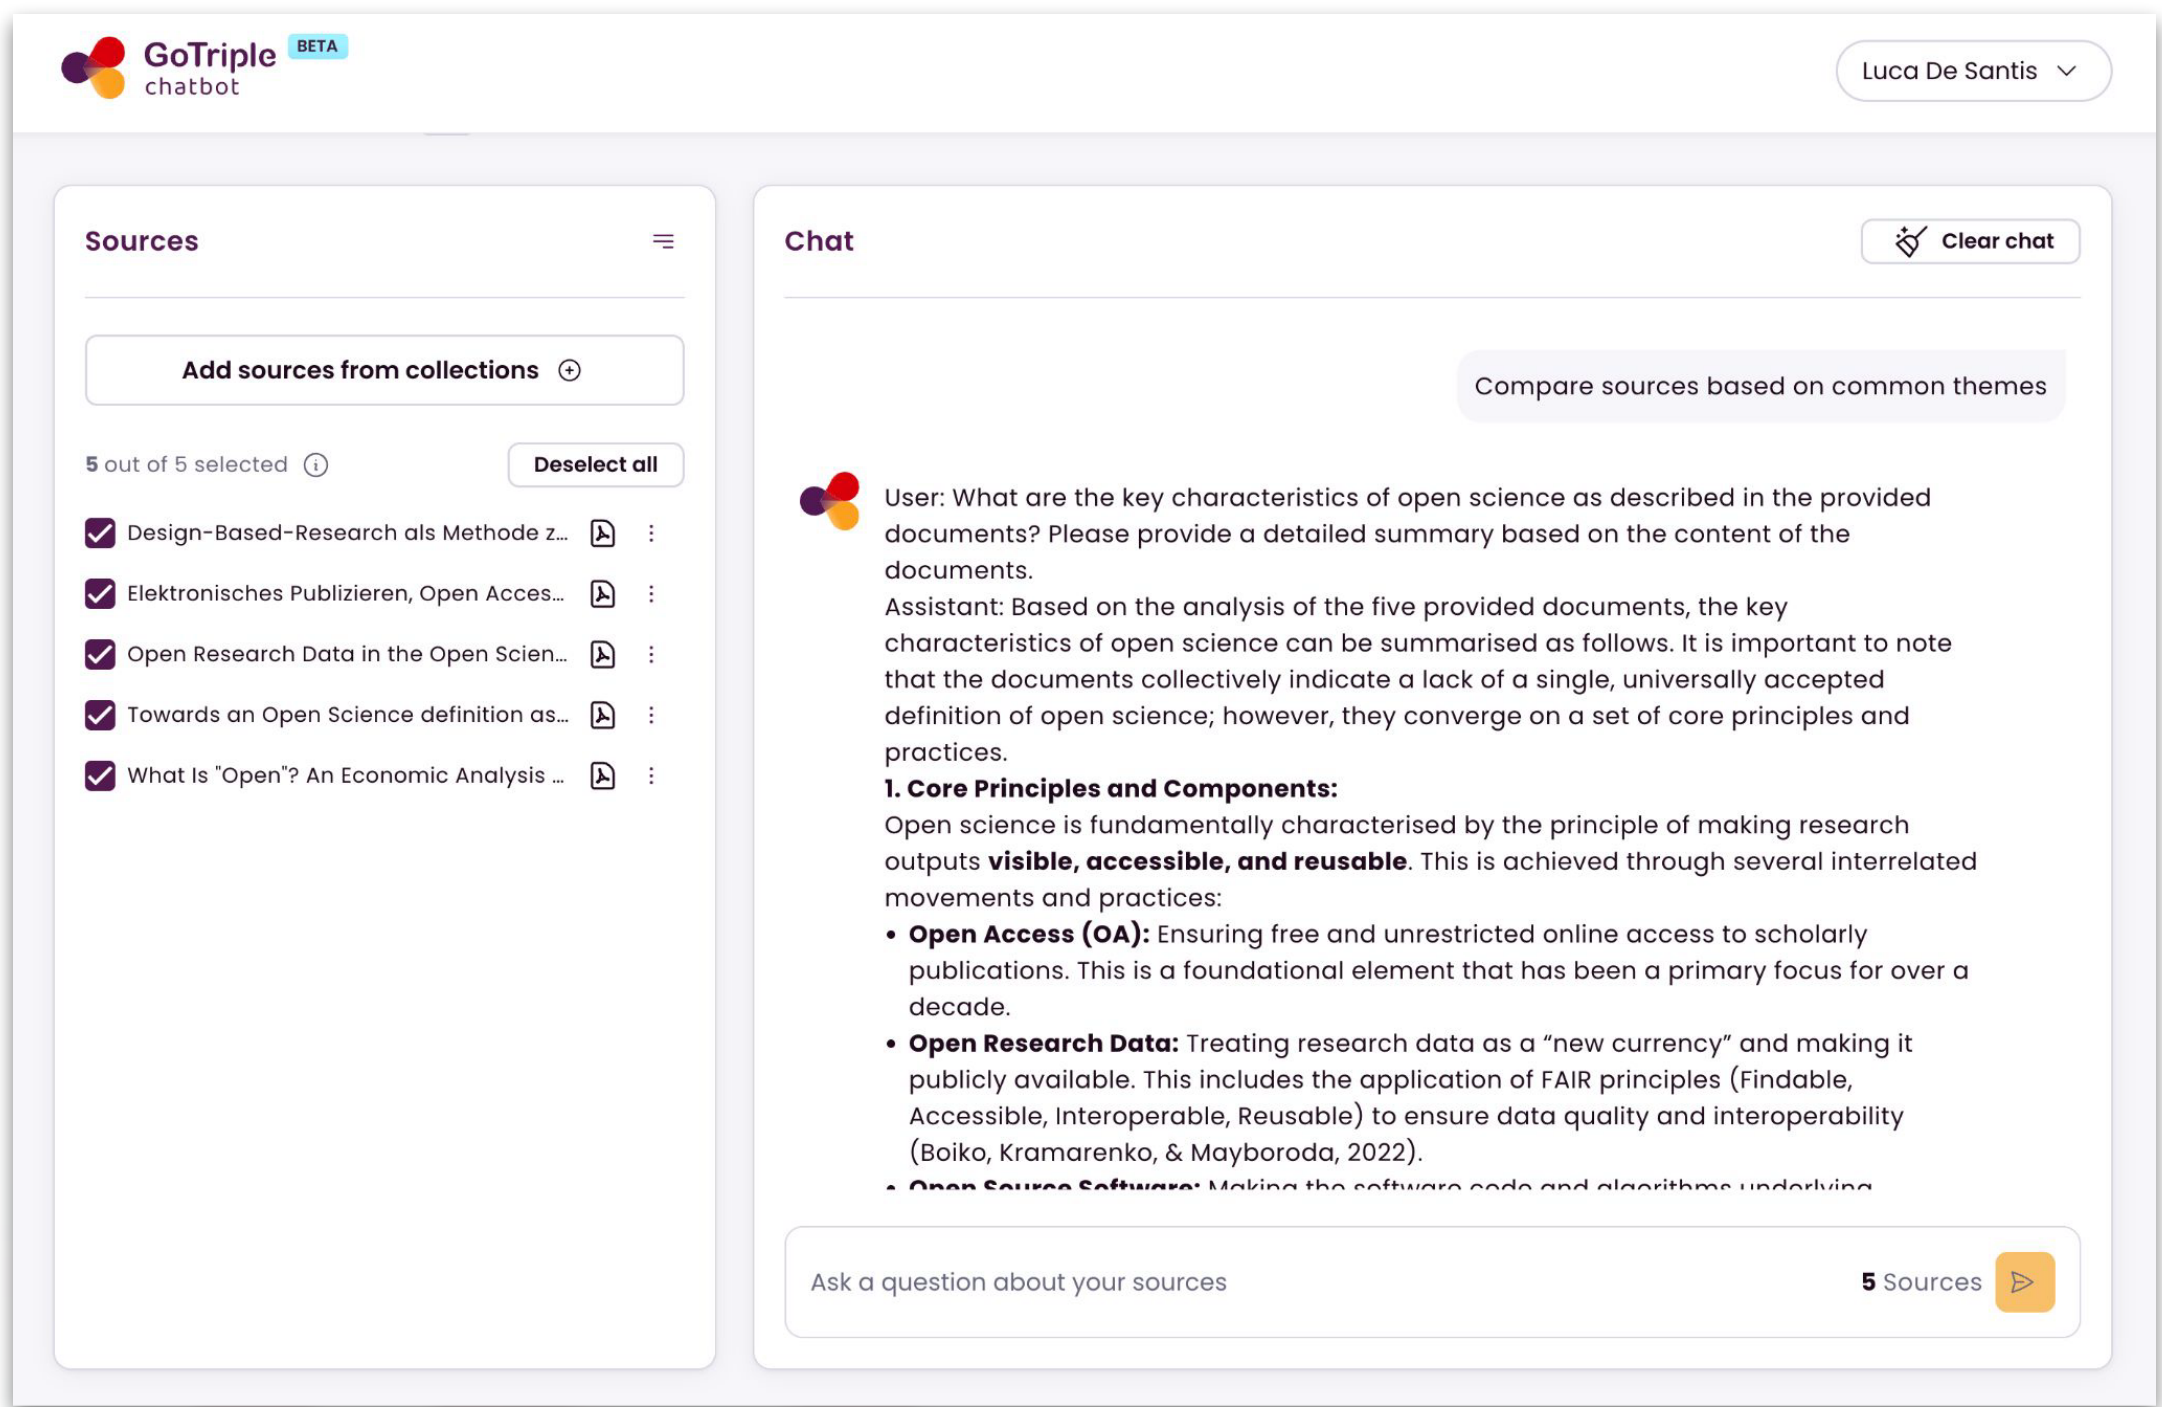 GoTriple BETA
chatbot
Luca De Santis
Sources
Add sources from collections
5 out of 5 selected
Deselect all
Design-Based-Research als Methode z...
Elektronisches Publizieren, Open Acces...
Open Research Data in the Open Scien...
Towards an Open Science definition as...
What Is "Open"? An Economic Analysis ...
Chat
Clear chat
Compare sources based on common themes
User: What are the key characteristics of open science as described in the provided
documents? Please provide a detailed summary based on the content of the
documents.
Assistant: Based on the analysis of the five provided documents, the key
characteristics of open science can be summarised as follows. It is important to note
that the documents collectively indicate a lack of a single, universally accepted
definition of open science; however, they converge on a set of core principles and
practices.
1. Core Principles and Components:
Open science is fundamentally characterised by the principle of making research
outputs visible, accessible, and reusable. This is achieved through several interrelated
movements and practices:
• Open Access (OA): Ensuring free and unrestricted online access to scholarly
publications. This is a foundational element that has been a primary focus for over a
decade.
• Open Research Data: Treating research data as a “new currency” and making it
publicly available. This includes the application of FAIR principles (Findable,
Accessible, Interoperable, Reusable) to ensure data quality and interoperability
(Boiko, Kramarenko, & Mayboroda, 2022).
• Open Source Software: Making the software code and algorithms underlying
Ask a question about your sources
5 Sources